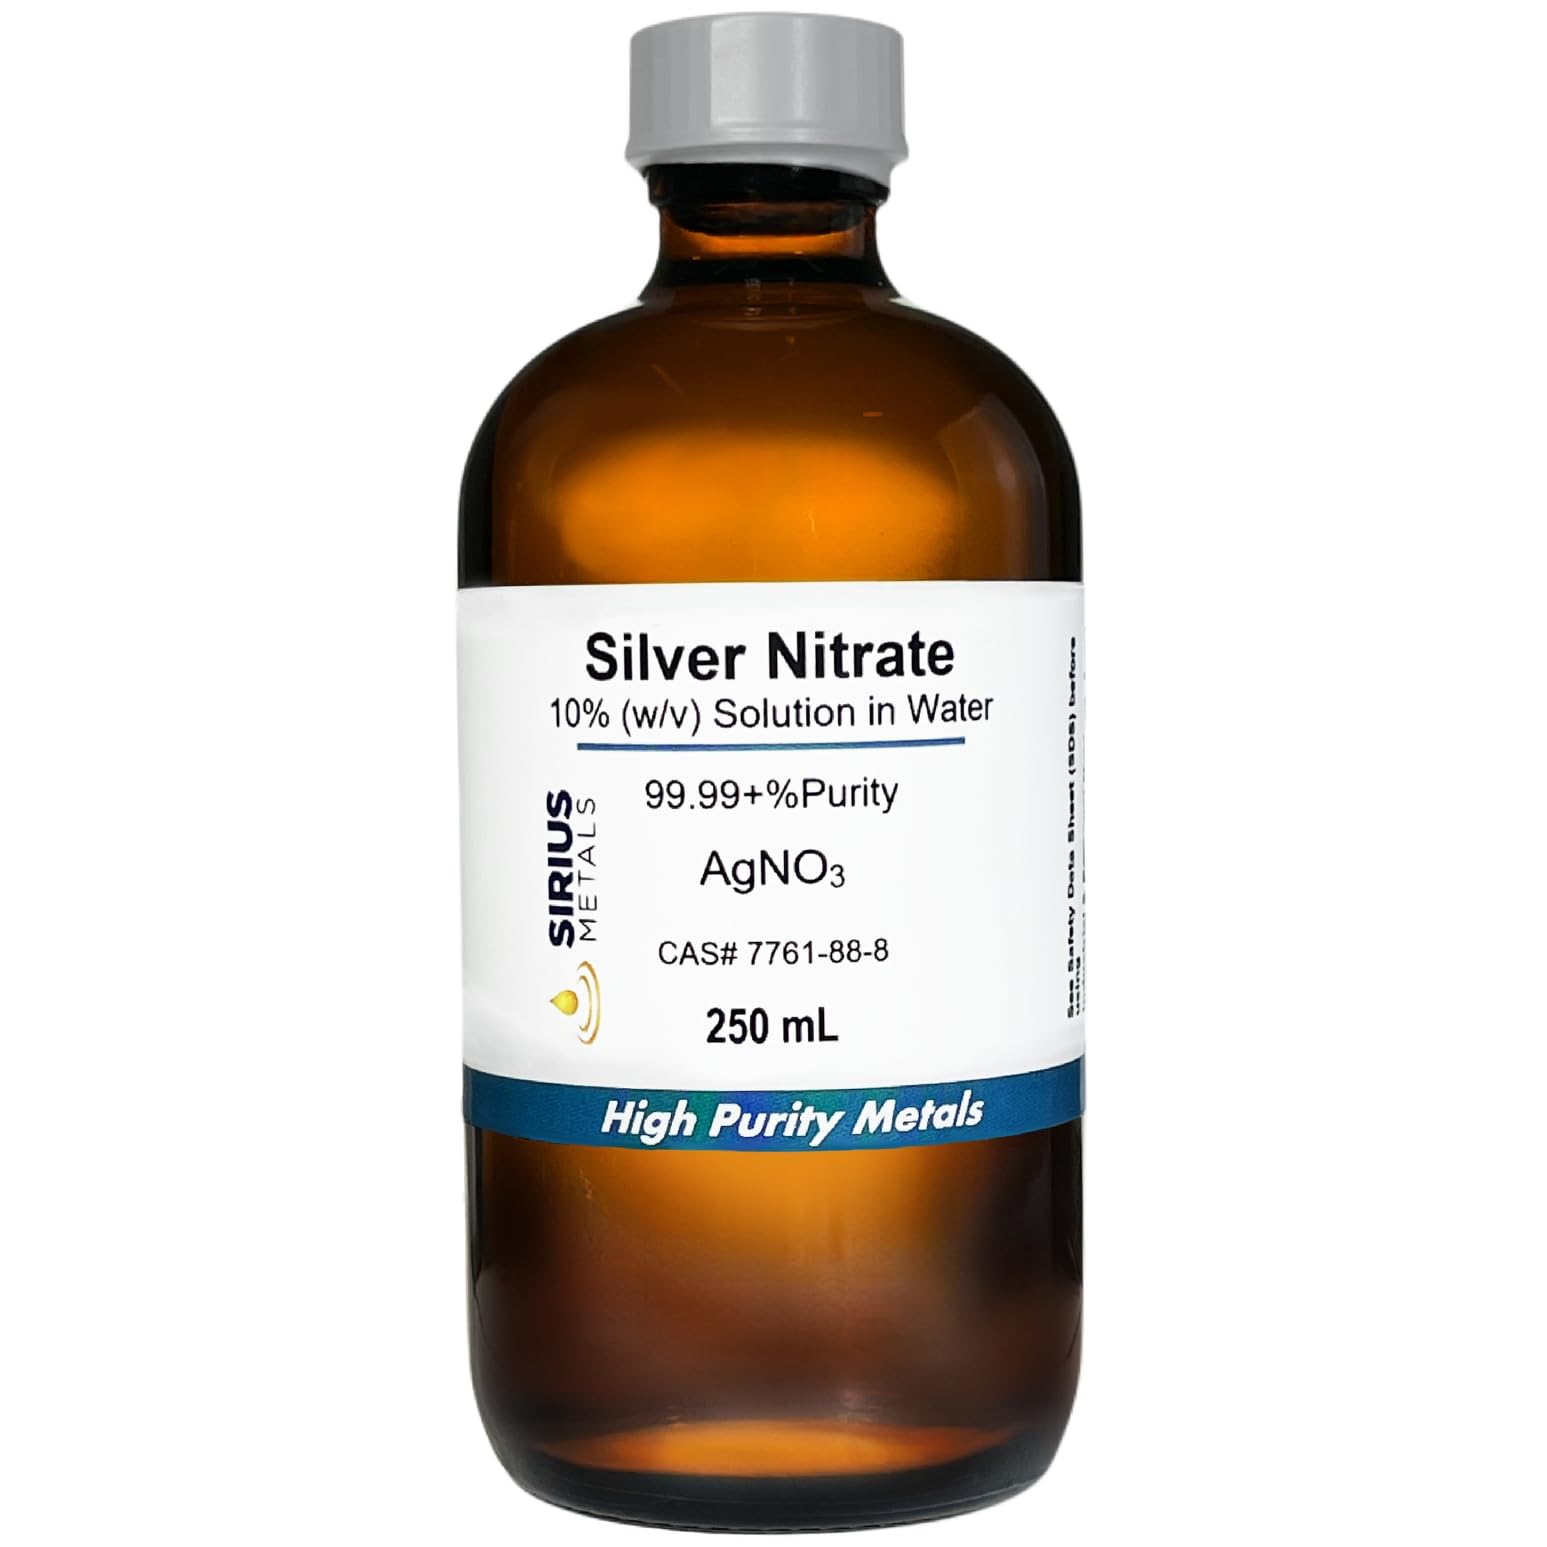 Silver Nitrate
10% (w/v) Solution in Water
99.99+%Purity
AgNO₃
CAS# 7761-88-8
250 mL
SIRIUS
METALS
High Purity Metals
See Safety Data Sheet (SDS) before
using